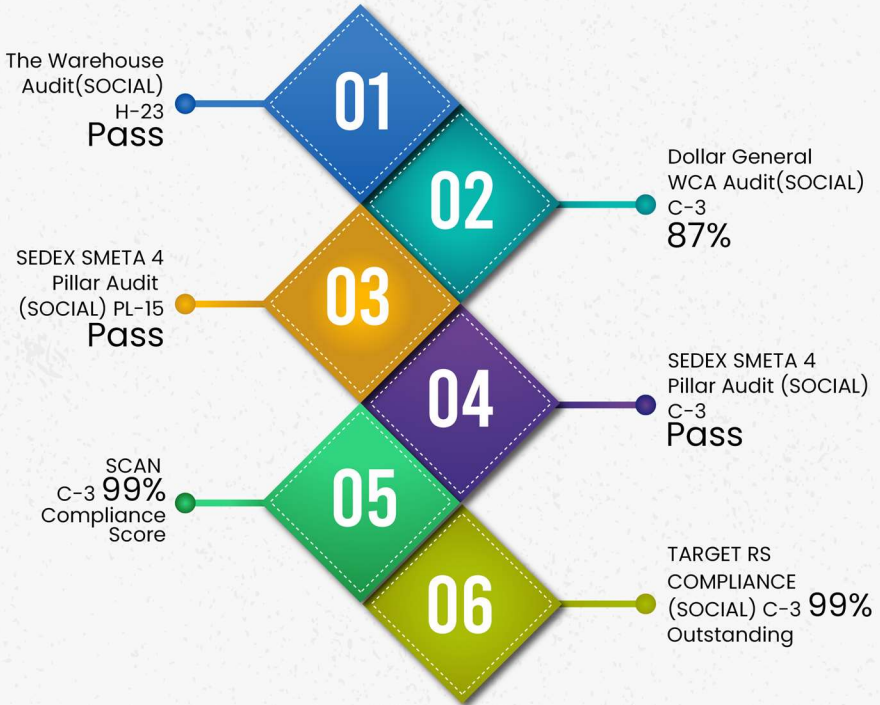 The Warehouse
Audit(SOCIAL)
H-23
Pass
01
02
Dollar General
WCA Audit(SOCIAL)
C-3
87%
SEDEX SMETA 4
Pillar Audit
(SOCIAL) PL-15
Pass
03
04
SEDEX SMETA 4
Pillar Audit (SOCIAL)
C-3
Pass
SCAN
C-3 99%
Compliance
Score
05
06
TARGET RS
COMPLIANCE
(SOCIAL) C-3 99%
Outstanding